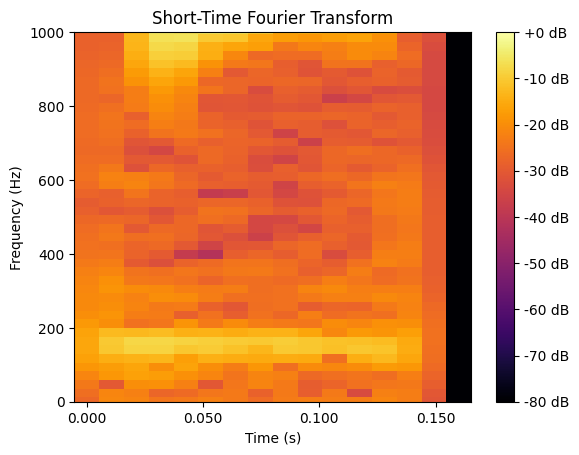 Short-Time Fourier Transform
1000
800
600
400
200
0
Frequency (Hz)
0.000
0.050
0.100
0.150
Time (s)
+0 dB
-10 dB
-20 dB
-30 dB
-40 dB
-50 dB
-60 dB
-70 dB
-80 dB